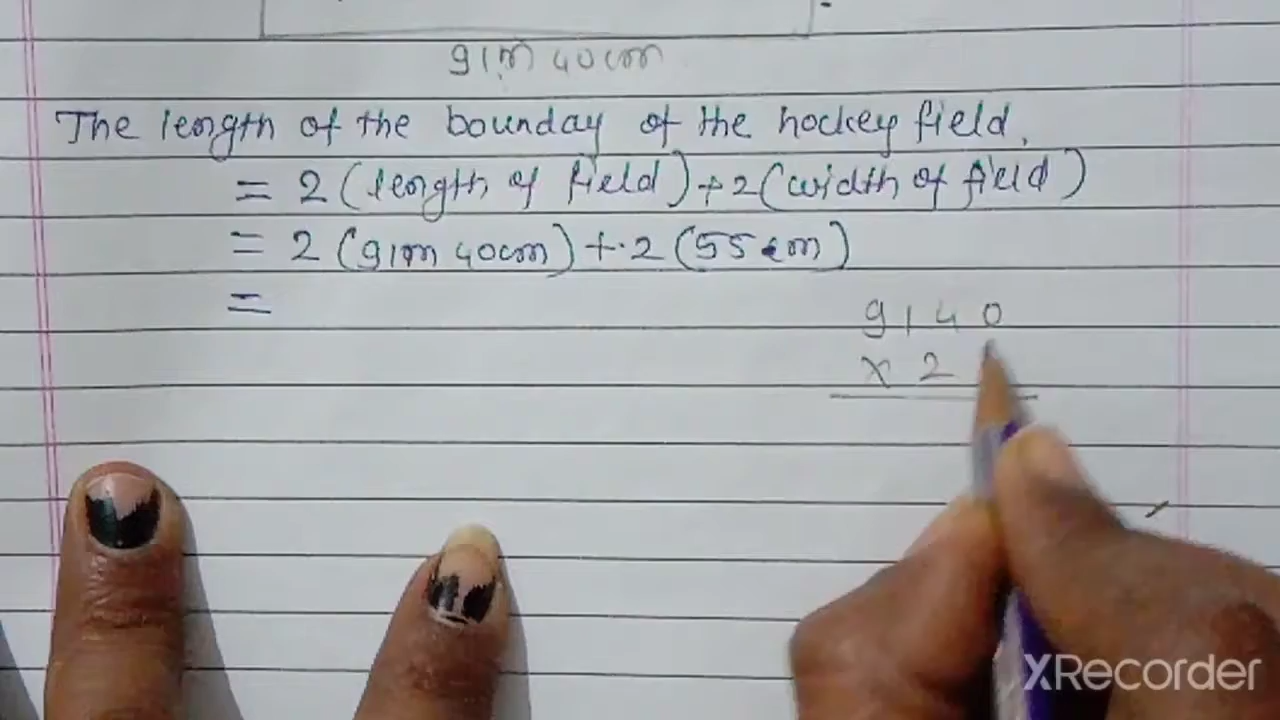 91m 40cm
The length of the bounday of the hockey field.
= 2 (length of field) + 2 (width of field)
= 2 (91m 40cm) + 2 (55 cm)
=
9140
x 2
XRecorder